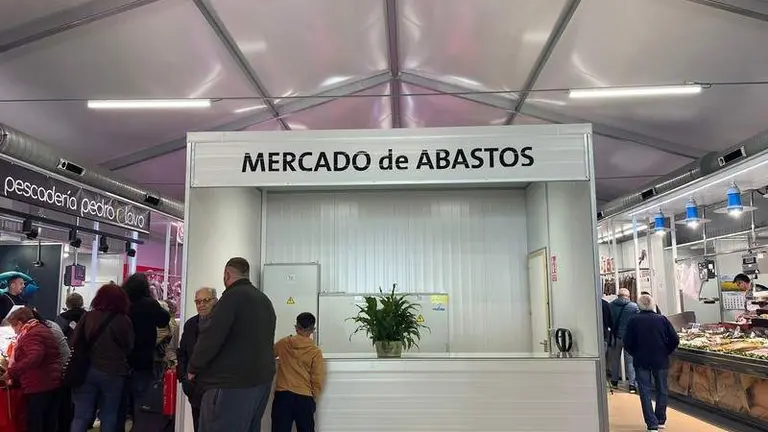 MERCADO de ABASTOS
pescadería pedro Clavo